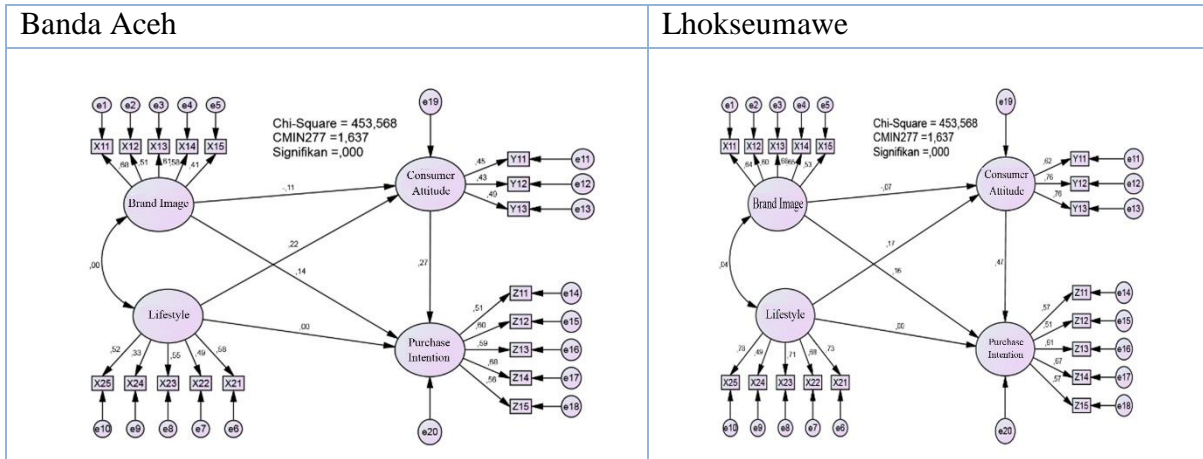 Banda Aceh
e1 e2 e3 e4 e5
X11 X12 X13 X14 X15
,68 ,51 ,61 ,58 ,41
Chi-Square = 453,568
CMIN277 =1,637
Signifikan =,000
e19
Brand Image
Consumer
Attitude
,45 Y11 e11
,43 Y12 e12
,49 Y13 e13
-,11
,22
,14
,27
,00
Lifestyle
,00
Purchase
Intention
,51 Z11 e14
,60 Z12 e15
,59 Z13 e16
,68 Z14 e17
,56 Z15 e18
,52 ,33 ,55 ,49 ,58
X25 X24 X23 X22 X21
e10 e9 e8 e7 e6
e20
Lhokseumawe
e1 e2 e3 e4 e5
X11 X12 X13 X14 X15
,64 ,60 ,68 ,65 ,53
Chi-Square = 453,568
CMIN277 =1,637
Signifikan =,000
e19
Brand Image
Consumer
Attitude
,62 Y11 e11
,76 Y12 e12
,76 Y13 e13
-,07
,17
,16
,47
,04
Lifestyle
,00
Purchase
Intention
,57 Z11 e14
,51 Z12 e15
,61 Z13 e16
,67 Z14 e17
,57 Z15 e18
,78 ,49 ,71 ,68 ,73
X25 X24 X23 X22 X21
e10 e9 e8 e7 e6
e20